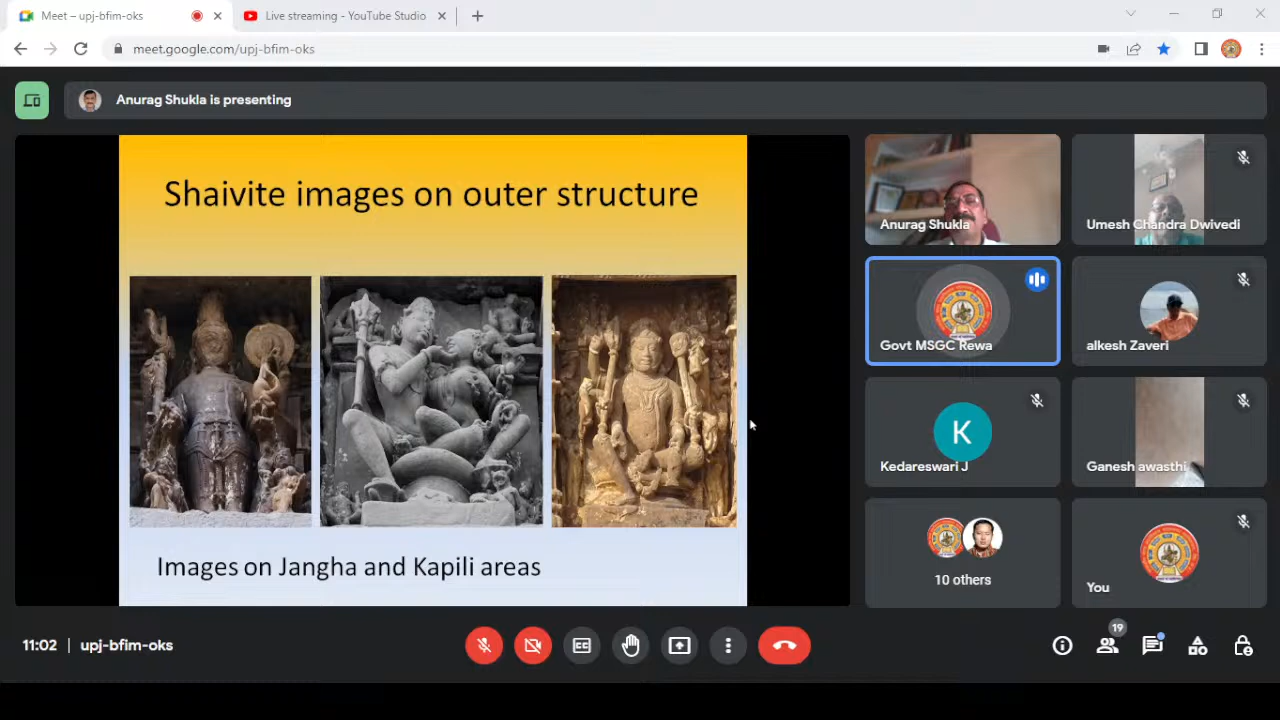 Meet – upj-bfim-oks
Live streaming - YouTube Studio
meet.google.com/upj-bfim-oks
Anurag Shukla is presenting
Shaivite images on outer structure
Images on Jangha and Kapili areas
Anurag Shukla
Umesh Chandra Dwivedi
Govt MSGC Rewa
alkesh Zaveri
K
Kedareswari J
Ganesh awasthi
10 others
You
11:02 | upj-bfim-oks
CC
19